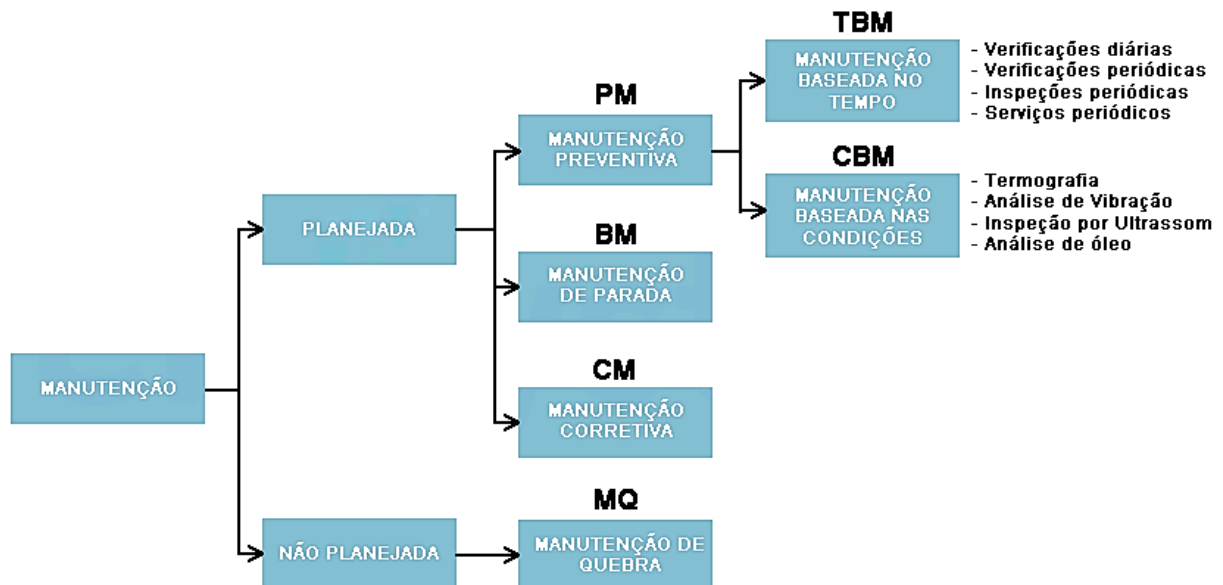 TBM
MANUTENÇÃO
BASEADA NO
TEMPO
- Verificações diárias
- Verificações periódicas
- Inspeções periódicas
- Serviços periódicos
PM
MANUTENÇÃO
PREVENTIVA
CBM
MANUTENÇÃO
BASEADA NAS
CONDIÇÕES
- Termografia
- Análise de Vibração
- Inspeção por Ultrassom
- Análise de óleo
PLANEJADA
BM
MANUTENÇÃO
DE PARADA
MANUTENÇÃO
CM
MANUTENÇÃO
CORRETIVA
NÃO PLANEJADA
MQ
MANUTENÇÃO DE
QUEBRA